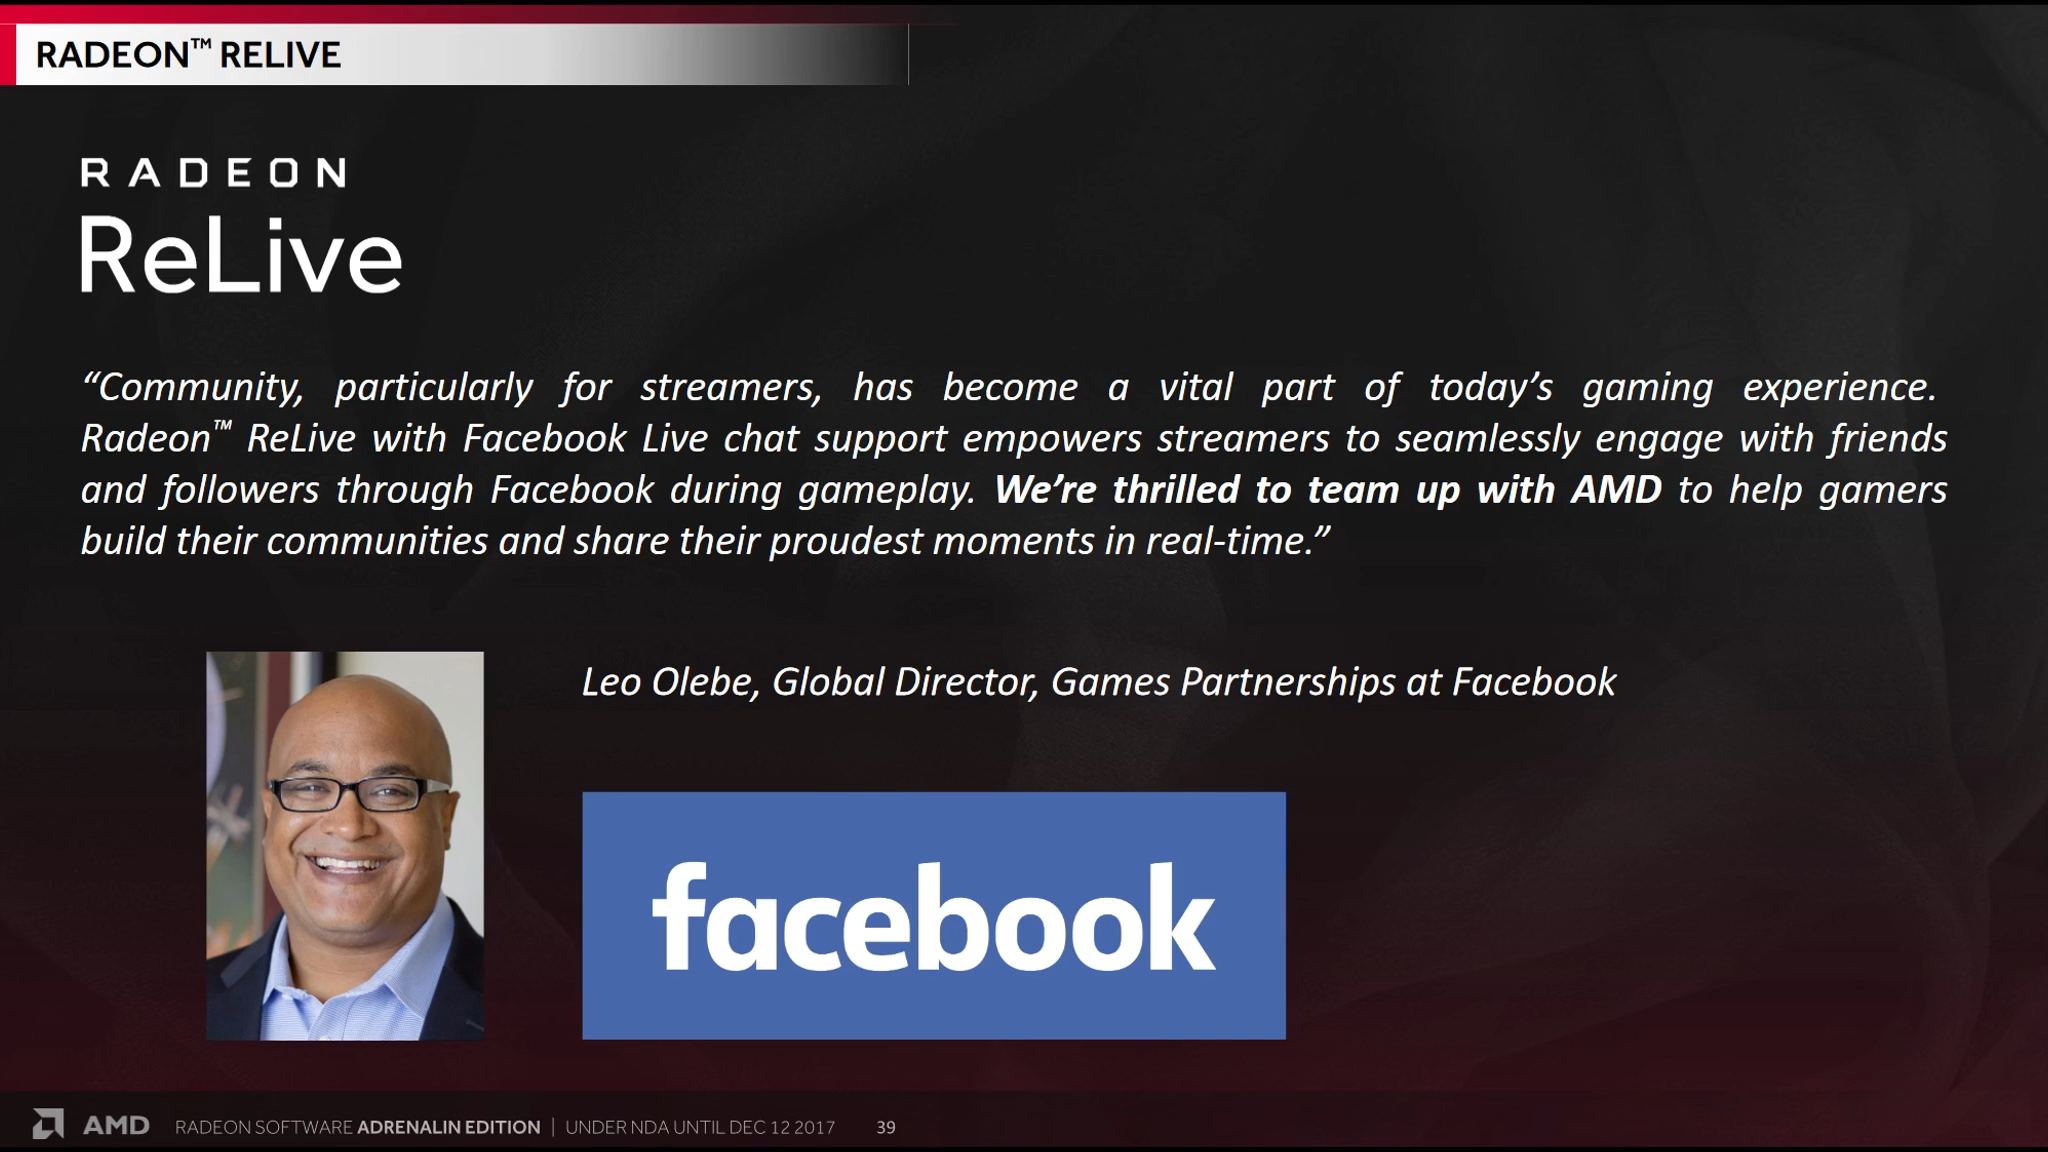 RADEON™ RELIVE
RADEON
ReLive
“Community, particularly for streamers, has become a vital part of today’s gaming experience.
Radeon™ ReLive with Facebook Live chat support empowers streamers to seamlessly engage with friends
and followers through Facebook during gameplay. We’re thrilled to team up with AMD to help gamers
build their communities and share their proudest moments in real-time.”
Leo Olebe, Global Director, Games Partnerships at Facebook
facebook
AMD RADEON SOFTWARE ADRENALIN EDITION | UNDER NDA UNTIL DEC 12 2017 39